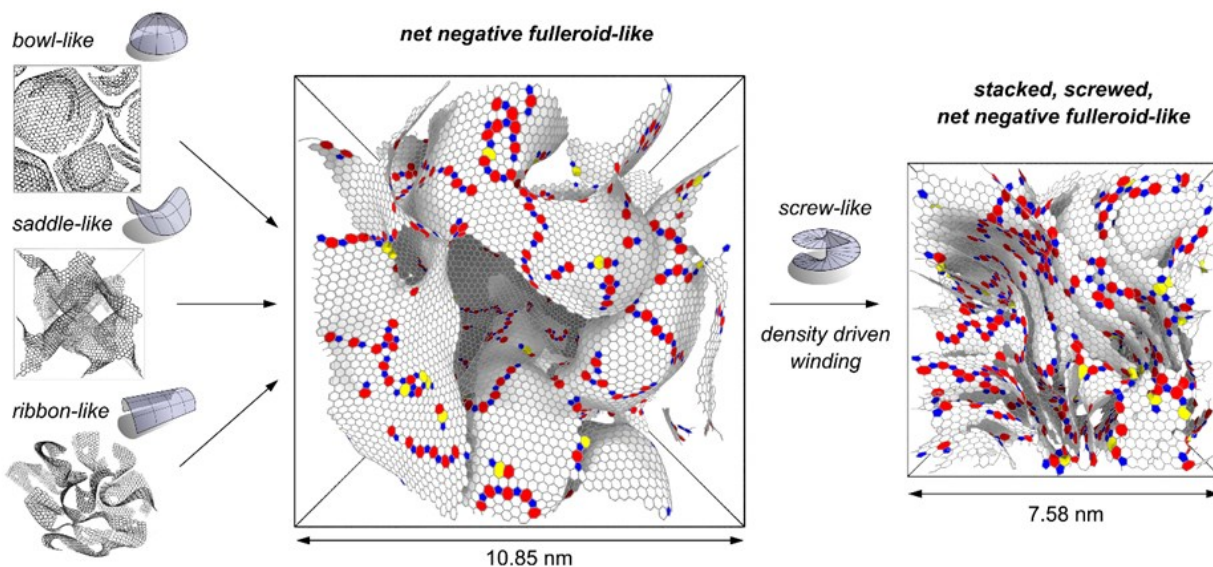 bowl-like
saddle-like
ribbon-like
net negative fulleroid-like
10.85 nm
screw-like
density driven
winding
stacked, screwed,
net negative fulleroid-like
7.58 nm